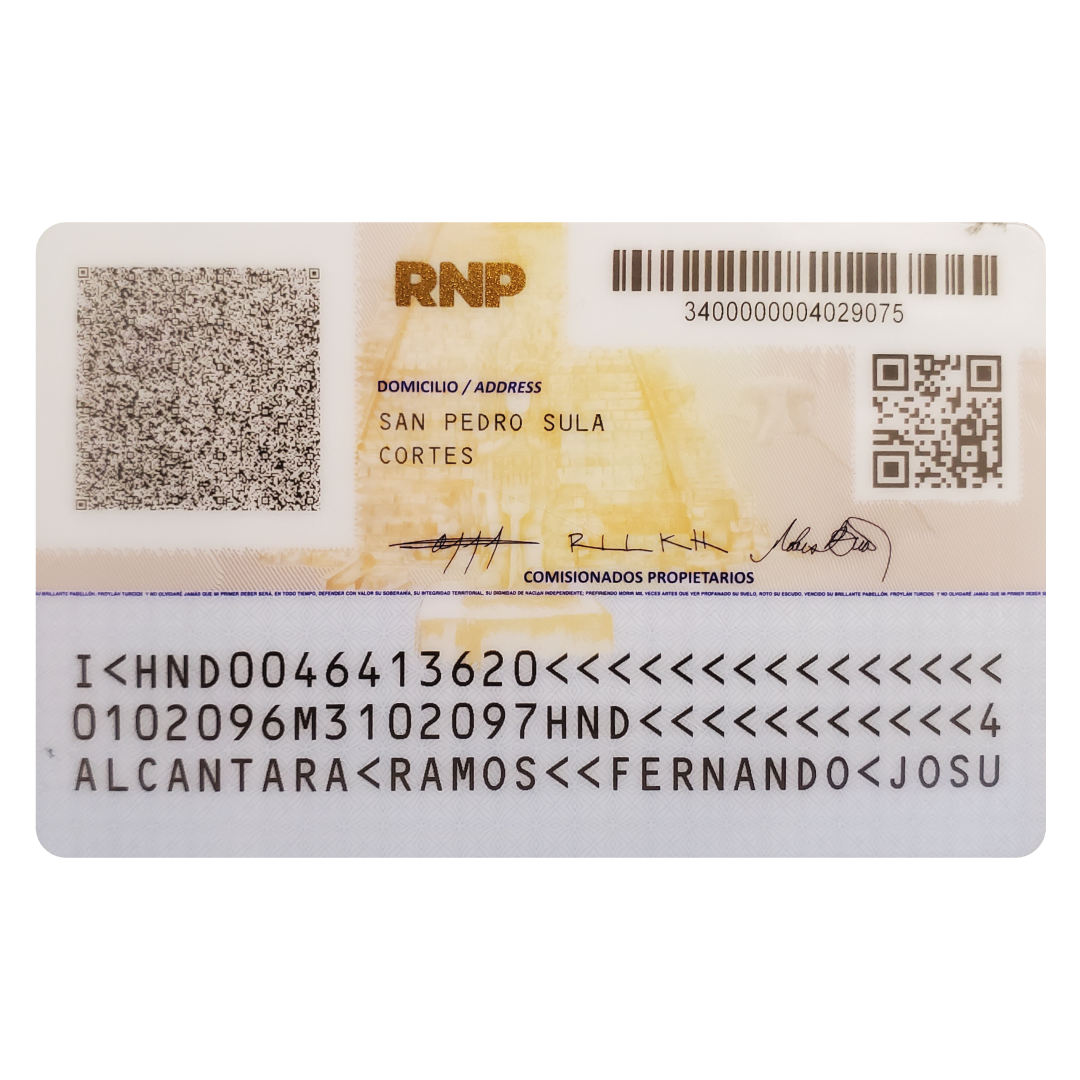 RNP
3400000004029075
DOMICILIO / ADDRESS
SAN PEDRO SULA
CORTES
COMISIONADOS PROPIETARIOS
SU BRILLANTE PABELLÓN. FROYLÁN TURCIOS Y NO OLVIDARÉ JAMÁS QUE MI PRIMER DEBER SERÁ, EN TODO TIEMPO, DEFENDER CON VALOR SU SOBERANÍA, SU INTEGRIDAD TERRITORIAL, SU DIGNIDAD DE NACIÓN INDEPENDIENTE; PREFIRIENDO MORIR MIL VECES ANTES QUE VER PROFANADO SU SUELO, ROTO SU ESCUDO, VENCIDO SU BRILLANTE PABELLÓN. FROYLÁN TURCIOS Y NO OLVIDARÉ JAMÁS QUE MI PRIMER DEBER
I<HND0046413620<<<<<<<<<<<<<<<
0102096M3102097HND<<<<<<<<<<<4
ALCANTARA<RAMOS<<FERNANDO<JOSU